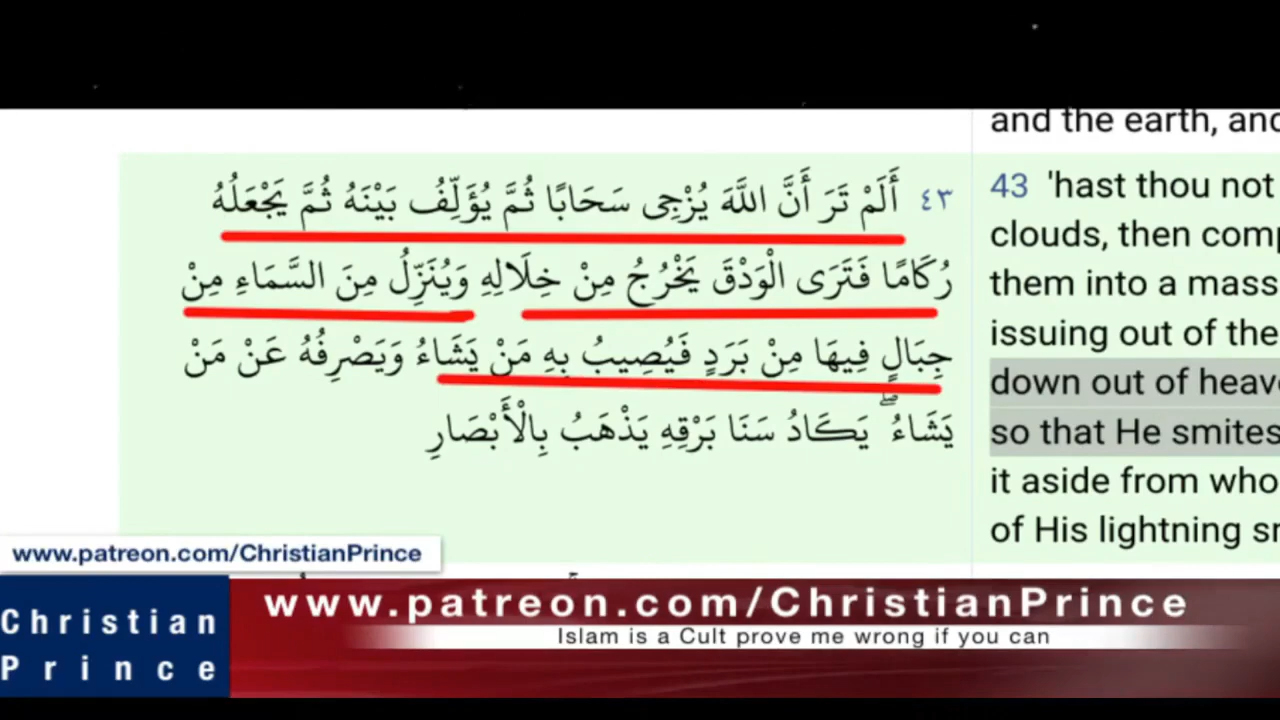 ٤٣ أَلَمْ تَرَ أَنَّ اللَّهَ يُزْجِى سَحَابًا ثُمَّ يُؤَلِّفُ بَيْنَهُ ثُمَّ يَجْعَلُهُ
رُكَامًا فَتَرَى الْوَدْقَ يَخْرُجُ مِنْ خِلَالِهِ وَيُنَزِّلُ مِنَ السَّمَاءِ مِنْ
جِبَالٍ فِيهَا مِنْ بَرَدٍ فَيُصِيبُ بِهِ مَنْ يَشَاءُ وَيَصْرِفُهُ عَنْ مَنْ
يَشَاءُ ۖ يَكَادُ سَنَا بَرْقِهِ يَذْهَبُ بِالْأَبْصَارِ
and the earth, and
43 'hast thou not
clouds, then comp
them into a mass
issuing out of the
down out of heave
so that He smites
it aside from who
of His lightning sn
www.patreon.com/ChristianPrince
Christian
Prince
www.patreon.com/ChristianPrince
Islam is a Cult prove me wrong if you can